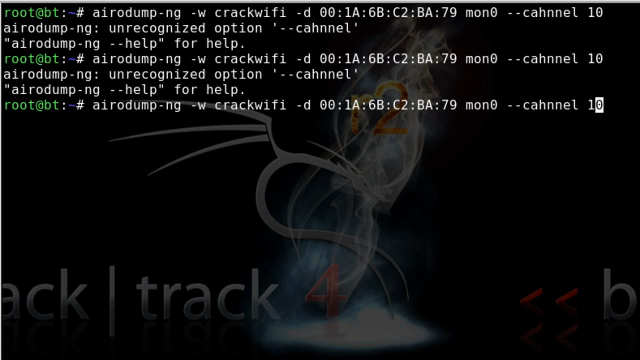 root@bt:~# airodump-ng -w crackwifi -d 00:1A:6B:C2:BA:79 mon0 --cahnnel 10
airodump-ng: unrecognized option '--cahnnel'
"airodump-ng --help" for help.
root@bt:~# airodump-ng -w crackwifi -d 00:1A:6B:C2:BA:79 mon0 --cahnnel 10
airodump-ng: unrecognized option '--cahnnel'
"airodump-ng --help" for help.
root@bt:~# airodump-ng -w crackwifi -d 00:1A:6B:C2:BA:79 mon0 --cahnnel 10
r2
ack | track 4 << b